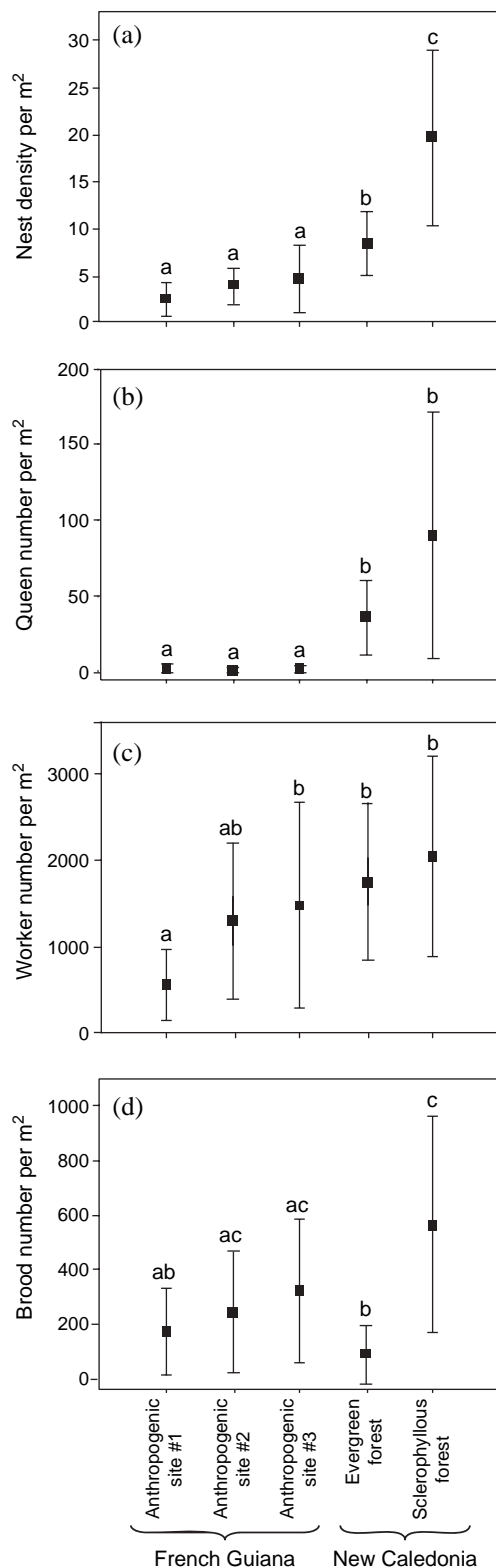 (a)
Nest density per m²
30
25
20
15
10
5
0
a
a
a
b
c
(b)
Queen number per m²
200
150
100
50
0
a
a
a
b
b
(c)
Worker number per m²
3000
2000
1000
0
a
ab
b
b
b
(d)
Brood number per m²
1000
800
600
400
200
0
ab
ac
ac
b
c
Anthropogenic
site #1
Anthropogenic
site #2
Anthropogenic
site #3
Evergreen
forest
Sclerophyllous
forest
French Guiana
New Caledonia